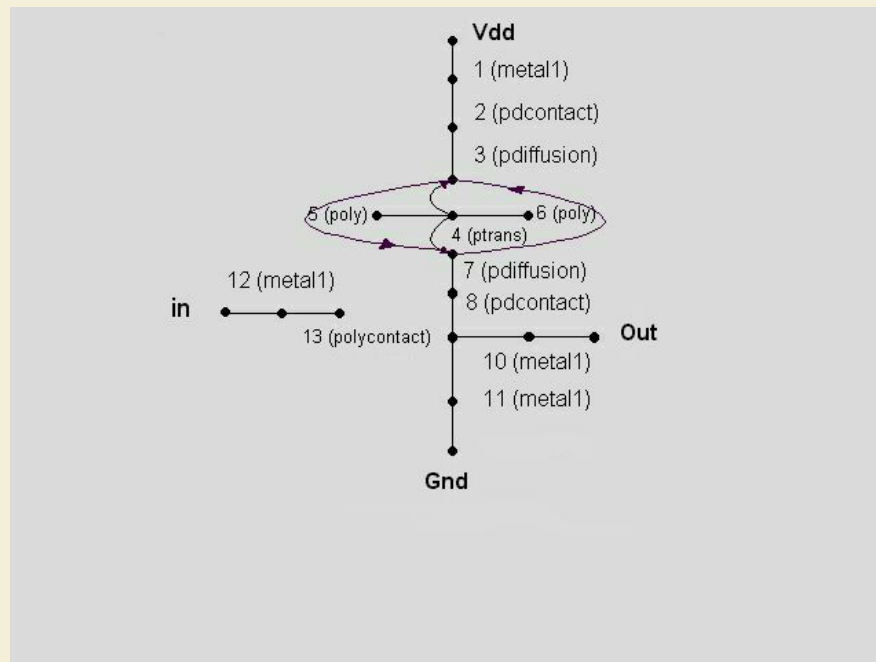 Vdd
1 (metal1)
2 (pdcontact)
3 (pdiffusion)
5 (poly)
6 (poly)
4 (ptrans)
7 (pdiffusion)
12 (metal1)
8 (pdcontact)
in
13 (polycontact)
Out
10 (metal1)
11 (metal1)
Gnd